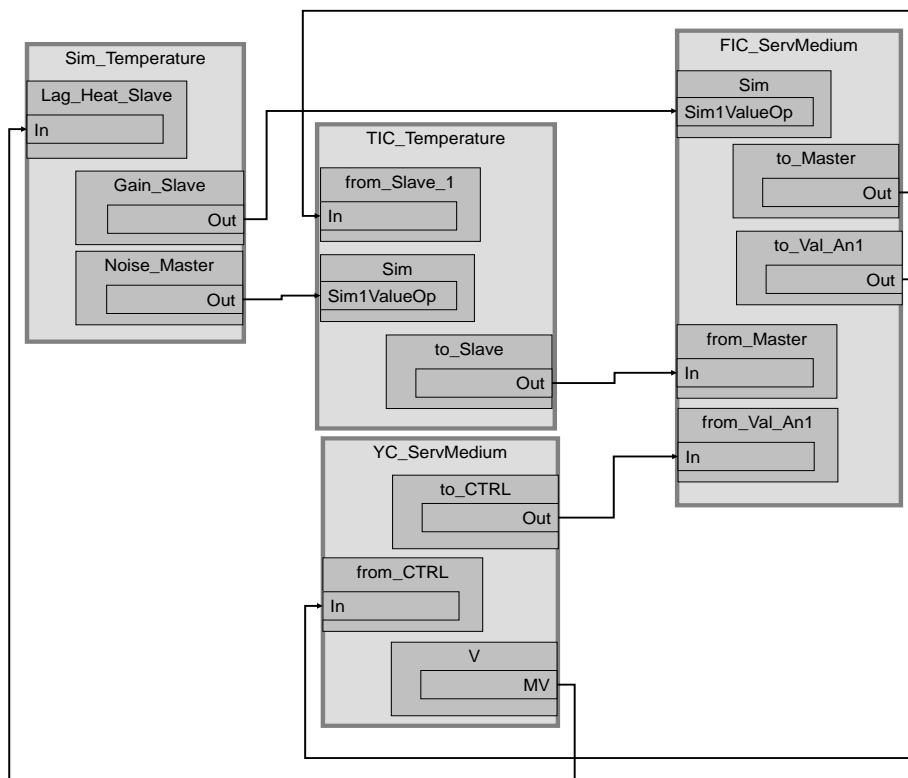 Sim_Temperature
Lag_Heat_Slave
In
Gain_Slave
Out
Noise_Master
Out
TIC_Temperature
from_Slave_1
In
Sim
Sim1ValueOp
to_Slave
Out
YC_ServMedium
to_CTRL
Out
from_CTRL
In
V
MV
FIC_ServMedium
Sim
Sim1ValueOp
to_Master
Out
to_Val_An1
Out
from_Master
In
from_Val_An1
In